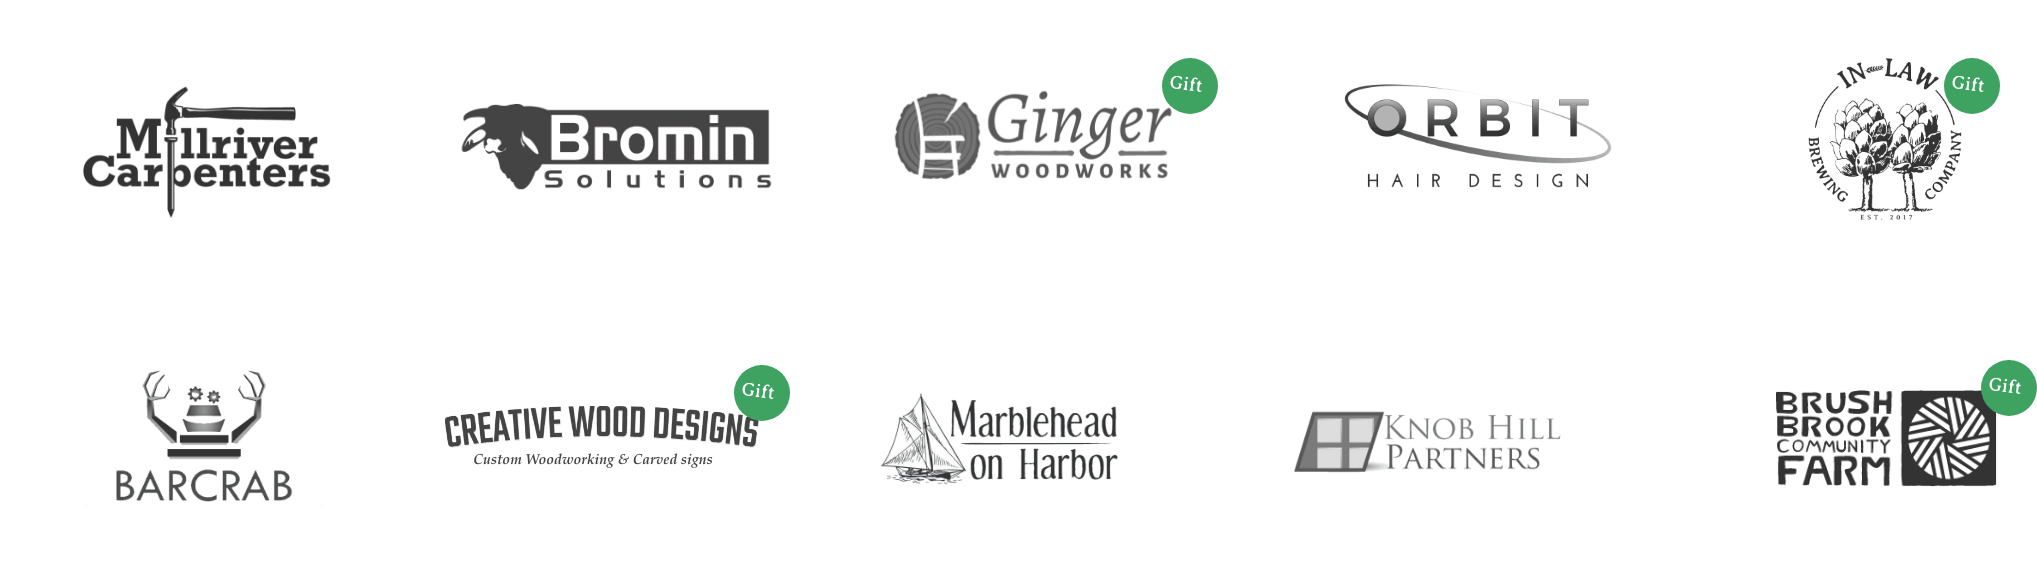 Millriver
Carpenters
Bromin
Solutions
Ginger
WOODWORKS
Gift
ORBIT
HAIR DESIGN
IN-LAW
BREWING
COMPANY
EST. 2017
Gift
BARCRAB
CREATIVE WOOD DESIGNS
Custom Woodworking & Carved signs
Gift
Marblehead
on Harbor
KNOB HILL
PARTNERS
BRUSH
BROOK
COMMUNITY
FARM
Gift